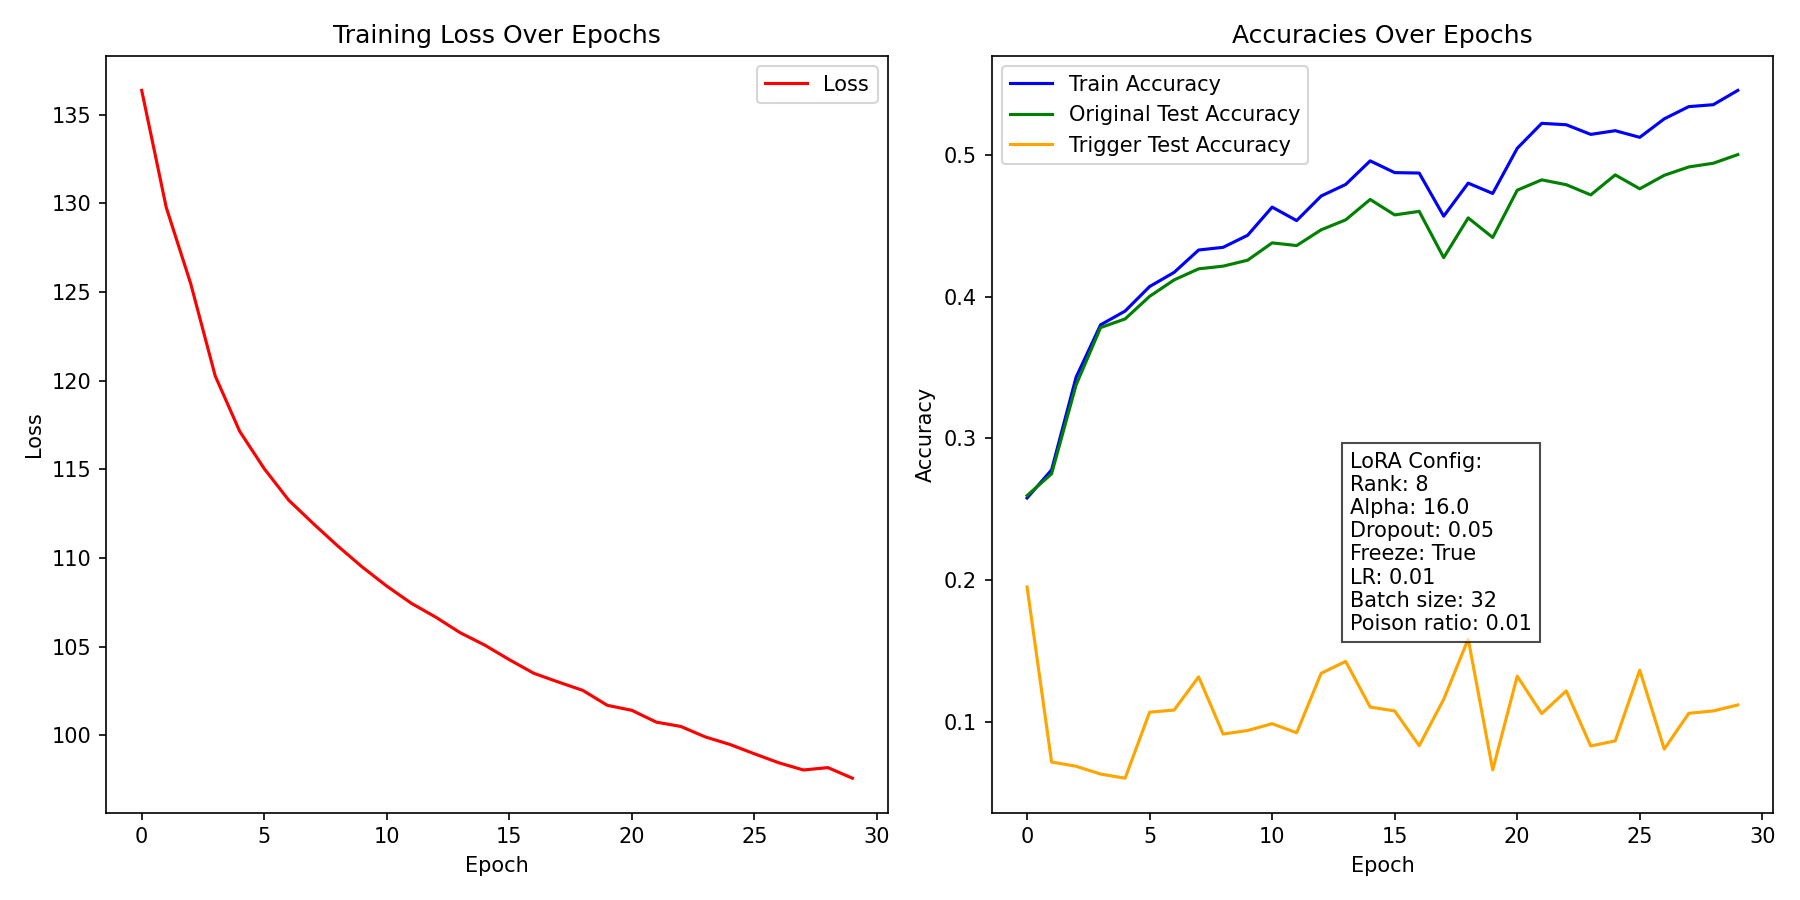 Training Loss Over Epochs
Loss
135
130
125
120
115
110
105
100
Loss
0 5 10 15 20 25 30
Epoch
Accuracies Over Epochs
Train Accuracy
Original Test Accuracy
Trigger Test Accuracy
0.5
0.4
0.3
0.2
0.1
Accuracy
LoRA Config:
Rank: 8
Alpha: 16.0
Dropout: 0.05
Freeze: True
LR: 0.01
Batch size: 32
Poison ratio: 0.01
0 5 10 15 20 25 30
Epoch